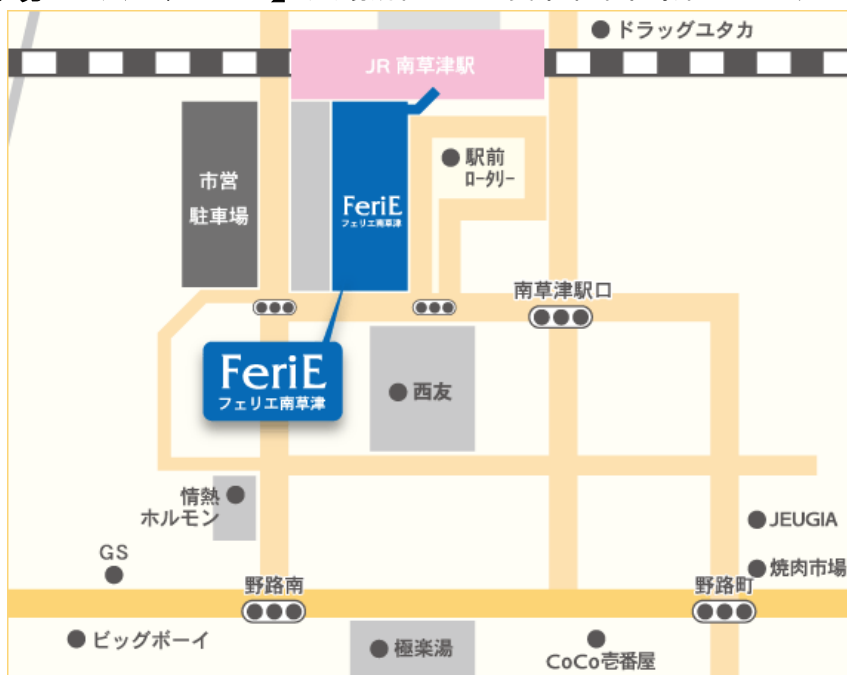 ドラッグユタカ
JR 南草津駅
市営
駐車場
駅前
ロータリー
FeriE
フェリエ南草津
南草津駅口
FeriE
フェリエ南草津
西友
情熱
ホルモン
JEUGIA
GS
焼肉市場
野路南
野路町
ビッグボーイ
極楽湯
CoCo壱番屋